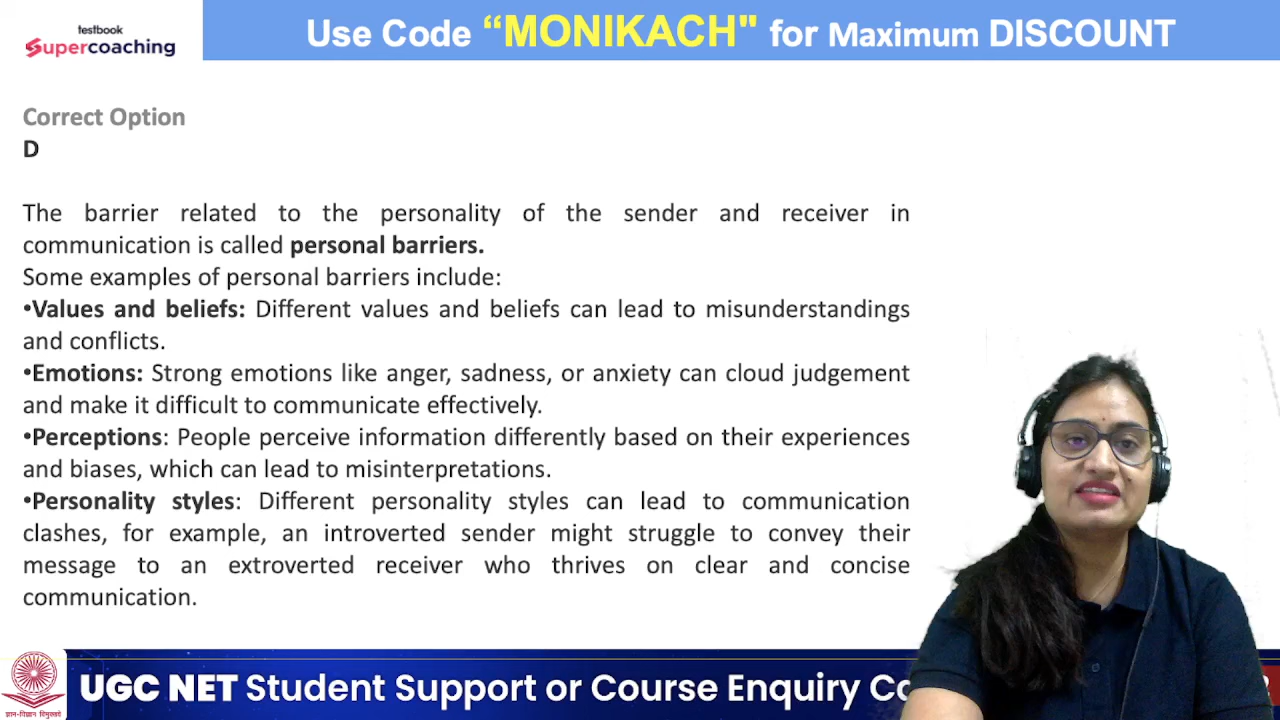 testbook
Supercoaching
Use Code “MONIKACH" for Maximum DISCOUNT
Correct Option
D
The barrier related to the personality of the sender and receiver in
communication is called personal barriers.
Some examples of personal barriers include:
•Values and beliefs: Different values and beliefs can lead to misunderstandings
and conflicts.
•Emotions: Strong emotions like anger, sadness, or anxiety can cloud judgement
and make it difficult to communicate effectively.
•Perceptions: People perceive information differently based on their experiences
and biases, which can lead to misinterpretations.
•Personality styles: Different personality styles can lead to communication
clashes, for example, an introverted sender might struggle to convey their
message to an extroverted receiver who thrives on clear and concise
communication.
ज्ञान-विज्ञान विमुक्तये
UGC NET Student Support or Course Enquiry Co